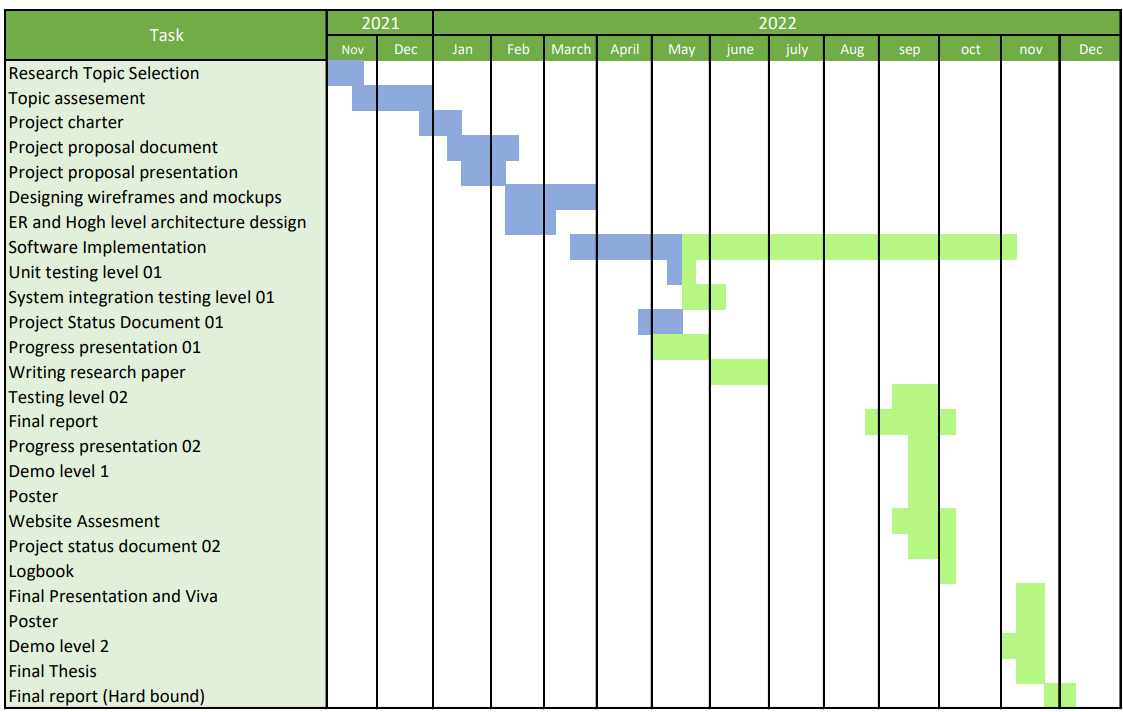 Task
2021
2022
Nov Dec Jan Feb March April May june july Aug sep oct nov Dec
Research Topic Selection
Topic assesement
Project charter
Project proposal document
Project proposal presentation
Designing wireframes and mockups
ER and Hogh level architecture dessign
Software Implementation
Unit testing level 01
System integration testing level 01
Project Status Document 01
Progress presentation 01
Writing research paper
Testing level 02
Final report
Progress presentation 02
Demo level 1
Poster
Website Assesment
Project status document 02
Logbook
Final Presentation and Viva
Poster
Demo level 2
Final Thesis
Final report (Hard bound)